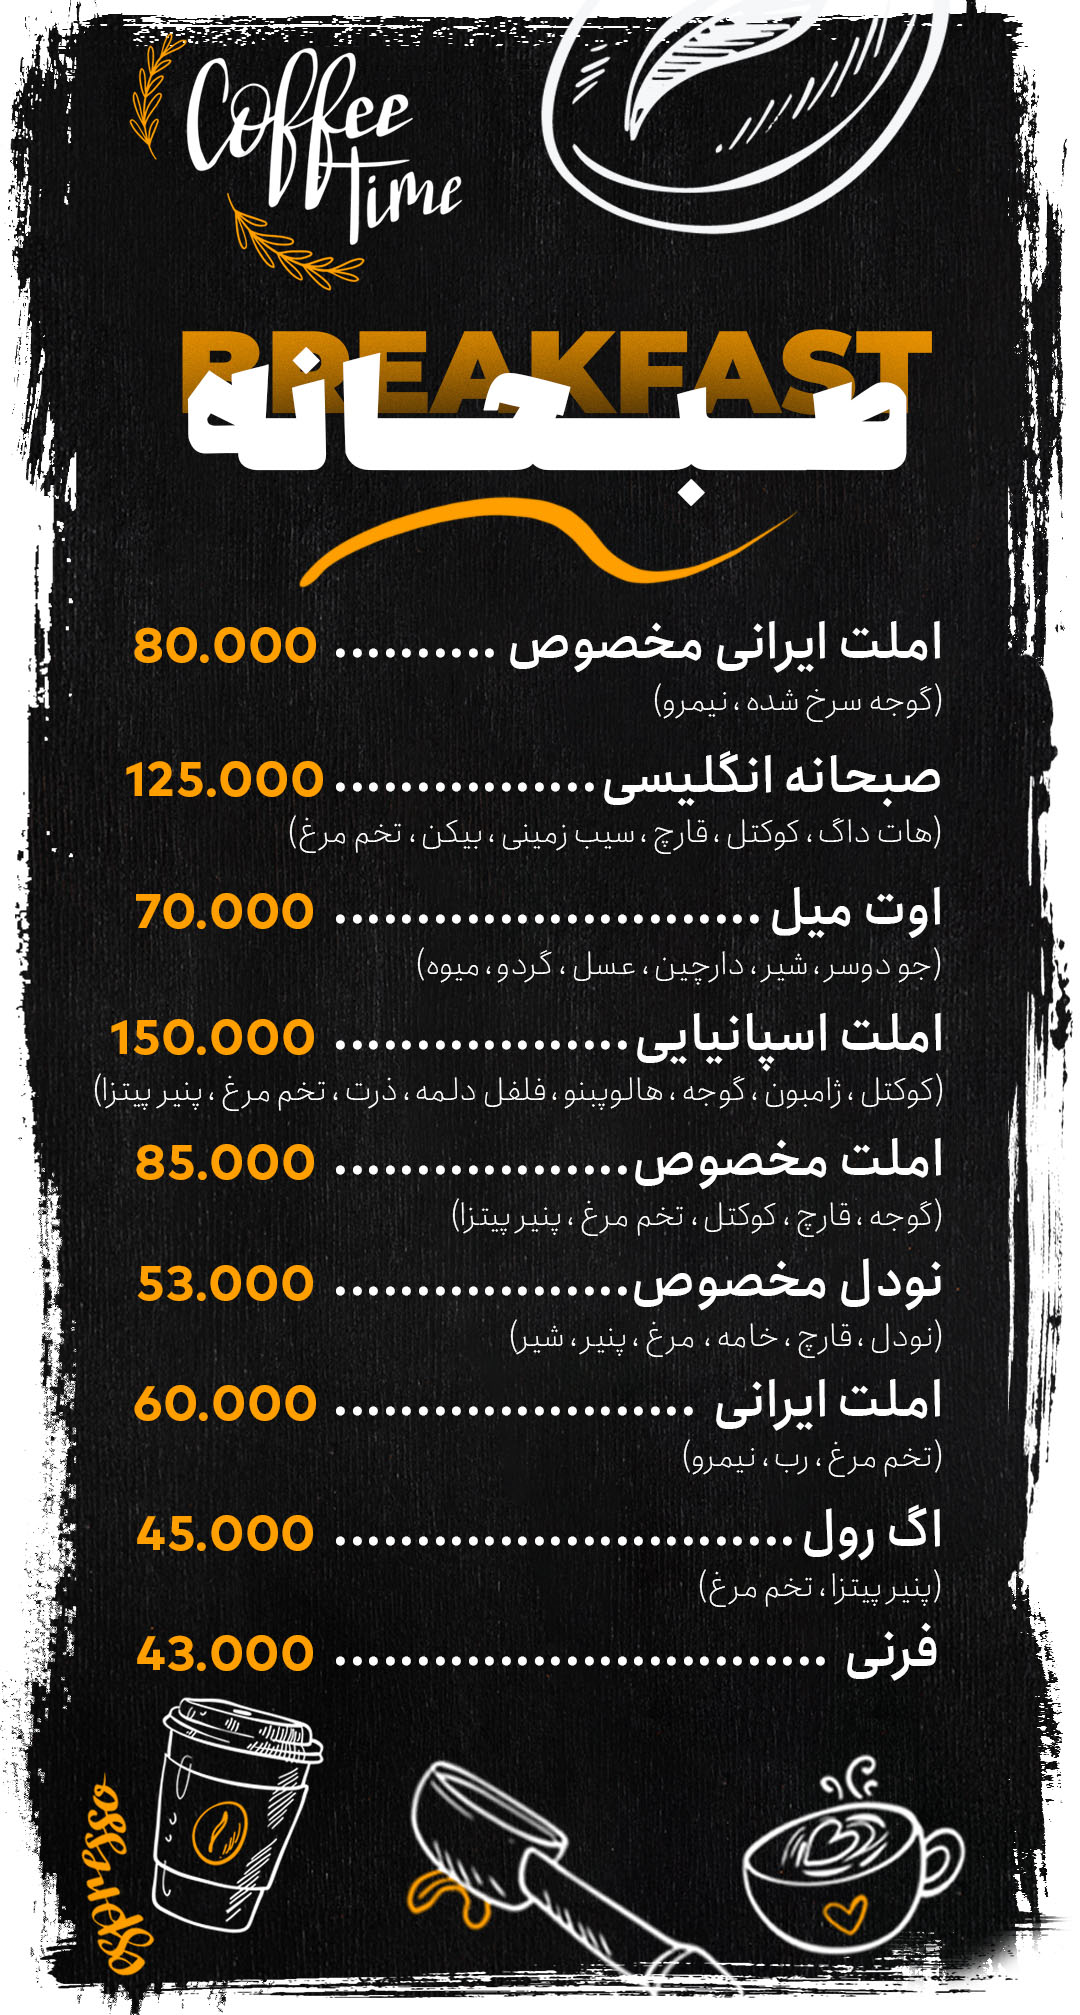 Coffee
Time
BREAKFAST
صبحانه
املت ایرانی مخصوص .......... 80.000
(گوجه سرخ شده ، نیمرو)
صبحانه انگلیسی ................ 125.000
(هات داگ ، کوکتل ، قارچ ، سیب زمینی ، بیکن ، تخم مرغ)
اوت میل .......................... 70.000
(جو دوسر ، شیر ، دارچین ، عسل ، گردو ، میوه)
املت اسپانیایی .................. 150.000
(کوکتل ، ژامبون ، گوجه ، هالوپینو ، فلفل دلمه ، ذرت ، تخم مرغ ، پنیر پیتزا)
املت مخصوص .................. 85.000
(گوجه ، قارچ ، کوکتل ، تخم مرغ ، پنیر پیتزا)
نودل مخصوص .................. 53.000
(نودل ، قارچ ، خامه ، مرغ ، پنیر ، شیر)
املت ایرانی ...................... 60.000
(تخم مرغ ، رب ، نیمرو)
اگ رول ............................ 45.000
(پنیر پیتزا ، تخم مرغ)
فرنی .............................. 43.000
espresso